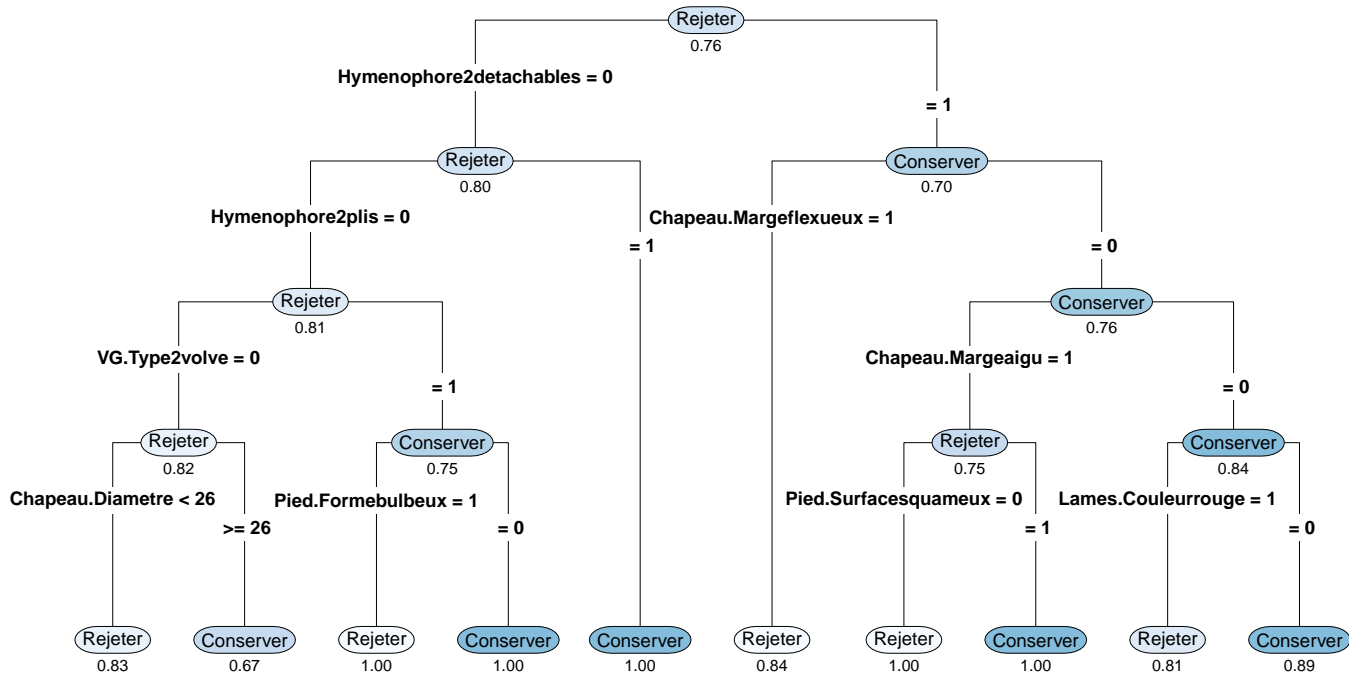 Rejeter
0.76
Hymenophore2detachables = 0
= 1
Rejeter
0.80
Conserver
0.70
Hymenophore2plis = 0
= 1
Chapeau.Margeflexueux = 1
= 0
Rejeter
0.81
Conserver
0.76
VG.Type2volve = 0
= 1
Chapeau.Margeaigu = 1
= 0
Rejeter
0.82
Conserver
0.75
Rejeter
0.75
Conserver
0.84
Chapeau.Diametre < 26
>= 26
Pied.Formebulbeux = 1
= 0
Pied.Surfacesquameux = 0
= 1
Lames.Couleurrouge = 1
= 0
Rejeter
0.83
Conserver
0.67
Rejeter
1.00
Conserver
1.00
Conserver
1.00
Rejeter
0.84
Rejeter
1.00
Conserver
1.00
Rejeter
0.81
Conserver
0.89